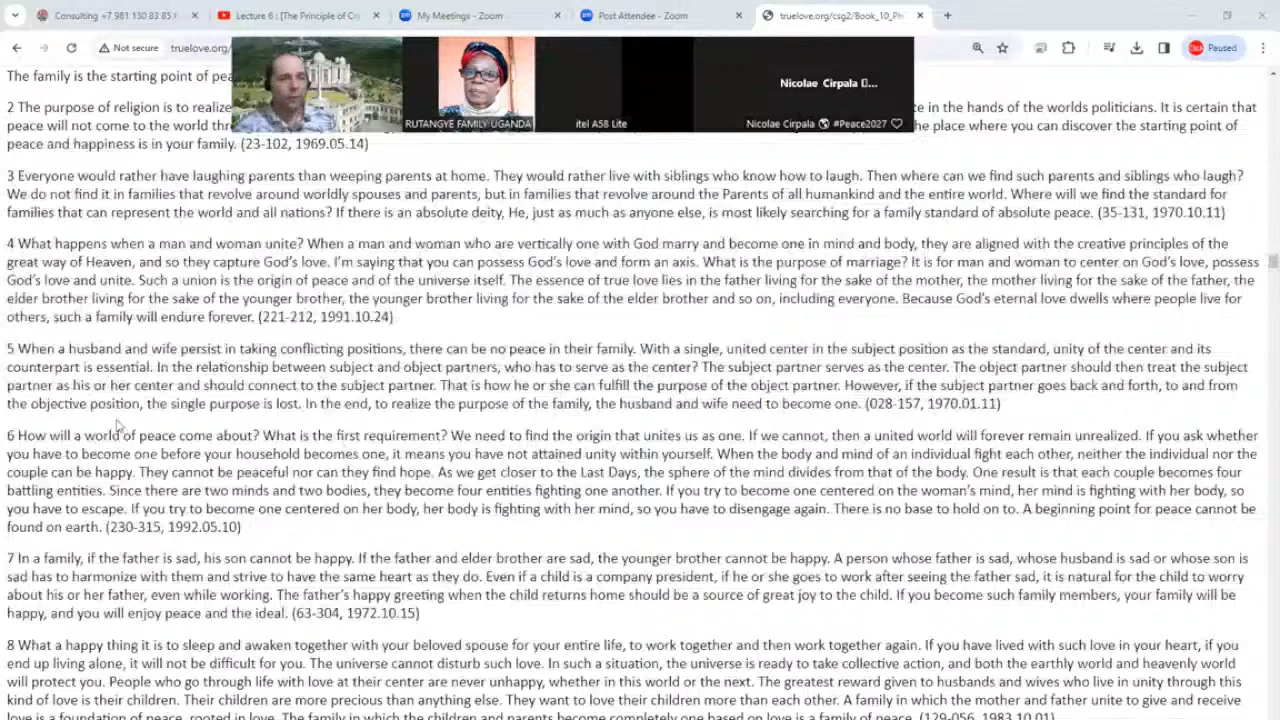 Consulting +7 981 130 83 85 I
Lecture 6 : [The Principle of Cr
My Meetings - Zoom
Post Attendee - Zoom
truelove.org/csg2/Book_10_Ph
Not secure
truelove.org/
Paused
RUTANGYE FAMILY UGANDA
itel A58 Lite
Nicolae Cirpala
Nicolae Cirpala #Peace2027
The family is the starting point of pea
2 The purpose of religion is to realize e in the hands of the worlds politicians. It is certain that
peace will not come to the world thr he place where you can discover the starting point of
peace and happiness is in your family. (23-102, 1969.05.14)
3 Everyone would rather have laughing parents than weeping parents at home. They would rather live with siblings who know how to laugh. Then where can we find such parents and siblings who laugh?
We do not find it in families that revolve around worldly spouses and parents, but in families that revolve around the Parents of all humankind and the entire world. Where will we find the standard for
families that can represent the world and all nations? If there is an absolute deity, He, just as much as anyone else, is most likely searching for a family standard of absolute peace. (35-131, 1970.10.11)
4 What happens when a man and woman unite? When a man and woman who are vertically one with God marry and become one in mind and body, they are aligned with the creative principles of the
great way of Heaven, and so they capture God's love. I'm saying that you can possess God's love and form an axis. What is the purpose of marriage? It is for man and woman to center on God's love, possess
God's love and unite. Such a union is the origin of peace and of the universe itself. The essence of true love lies in the father living for the sake of the mother, the mother living for the sake of the father, the
elder brother living for the sake of the younger brother, the younger brother living for the sake of the elder brother and so on, including everyone. Because God's eternal love dwells where people live for
others, such a family will endure forever. (221-212, 1991.10.24)
5 When a husband and wife persist in taking conflicting positions, there can be no peace in their family. With a single, united center in the subject position as the standard, unity of the center and its
counterpart is essential. In the relationship between subject and object partners, who has to serve as the center? The subject partner serves as the center. The object partner should then treat the subject
partner as his or her center and should connect to the subject partner. That is how he or she can fulfill the purpose of the object partner. However, if the subject partner goes back and forth, to and from
the objective position, the single purpose is lost. In the end, to realize the purpose of the family, the husband and wife need to become one. (028-157, 1970.01.11)
6 How will a world of peace come about? What is the first requirement? We need to find the origin that unites us as one. If we cannot, then a united world will forever remain unrealized. If you ask whether
you have to become one before your household becomes one, it means you have not attained unity within yourself. When the body and mind of an individual fight each other, neither the individual nor the
couple can be happy. They cannot be peaceful nor can they find hope. As we get closer to the Last Days, the sphere of the mind divides from that of the body. One result is that each couple becomes four
battling entities. Since there are two minds and two bodies, they become four entities fighting one another. If you try to become one centered on the woman's mind, her mind is fighting with her body, so
you have to escape. If you try to become one centered on her body, her body is fighting with her mind, so you have to disengage again. There is no base to hold on to. A beginning point for peace cannot be
found on earth. (230-315, 1992.05.10)
7 In a family, if the father is sad, his son cannot be happy. If the father and elder brother are sad, the younger brother cannot be happy. A person whose father is sad, whose husband is sad or whose son is
sad has to harmonize with them and strive to have the same heart as they do. Even if a child is a company president, if he or she goes to work after seeing the father sad, it is natural for the child to worry
about his or her father, even while working. The father's happy greeting when the child returns home should be a source of great joy to the child. If you become such family members, your family will be
happy, and you will enjoy peace and the ideal. (63-304, 1972.10.15)
8 What a happy thing it is to sleep and awaken together with your beloved spouse for your entire life, to work together and then work together again. If you have lived with such love in your heart, if you
end up living alone, it will not be difficult for you. The universe cannot disturb such love. In such a situation, the universe is ready to take collective action, and both the earthly world and heavenly world
will protect you. People who go through life with love at their center are never unhappy, whether in this world or the next. The greatest reward given to husbands and wives who live in unity through this
kind of love is their children. Their children are more precious than anything else. They want to love their children more than each other. A family in which the mother and father unite to give and receive
love is a foundation of peace, rooted in love. The family in which the children and parents become completely one based on love is a family of peace. (129-056, 1983.10.01)